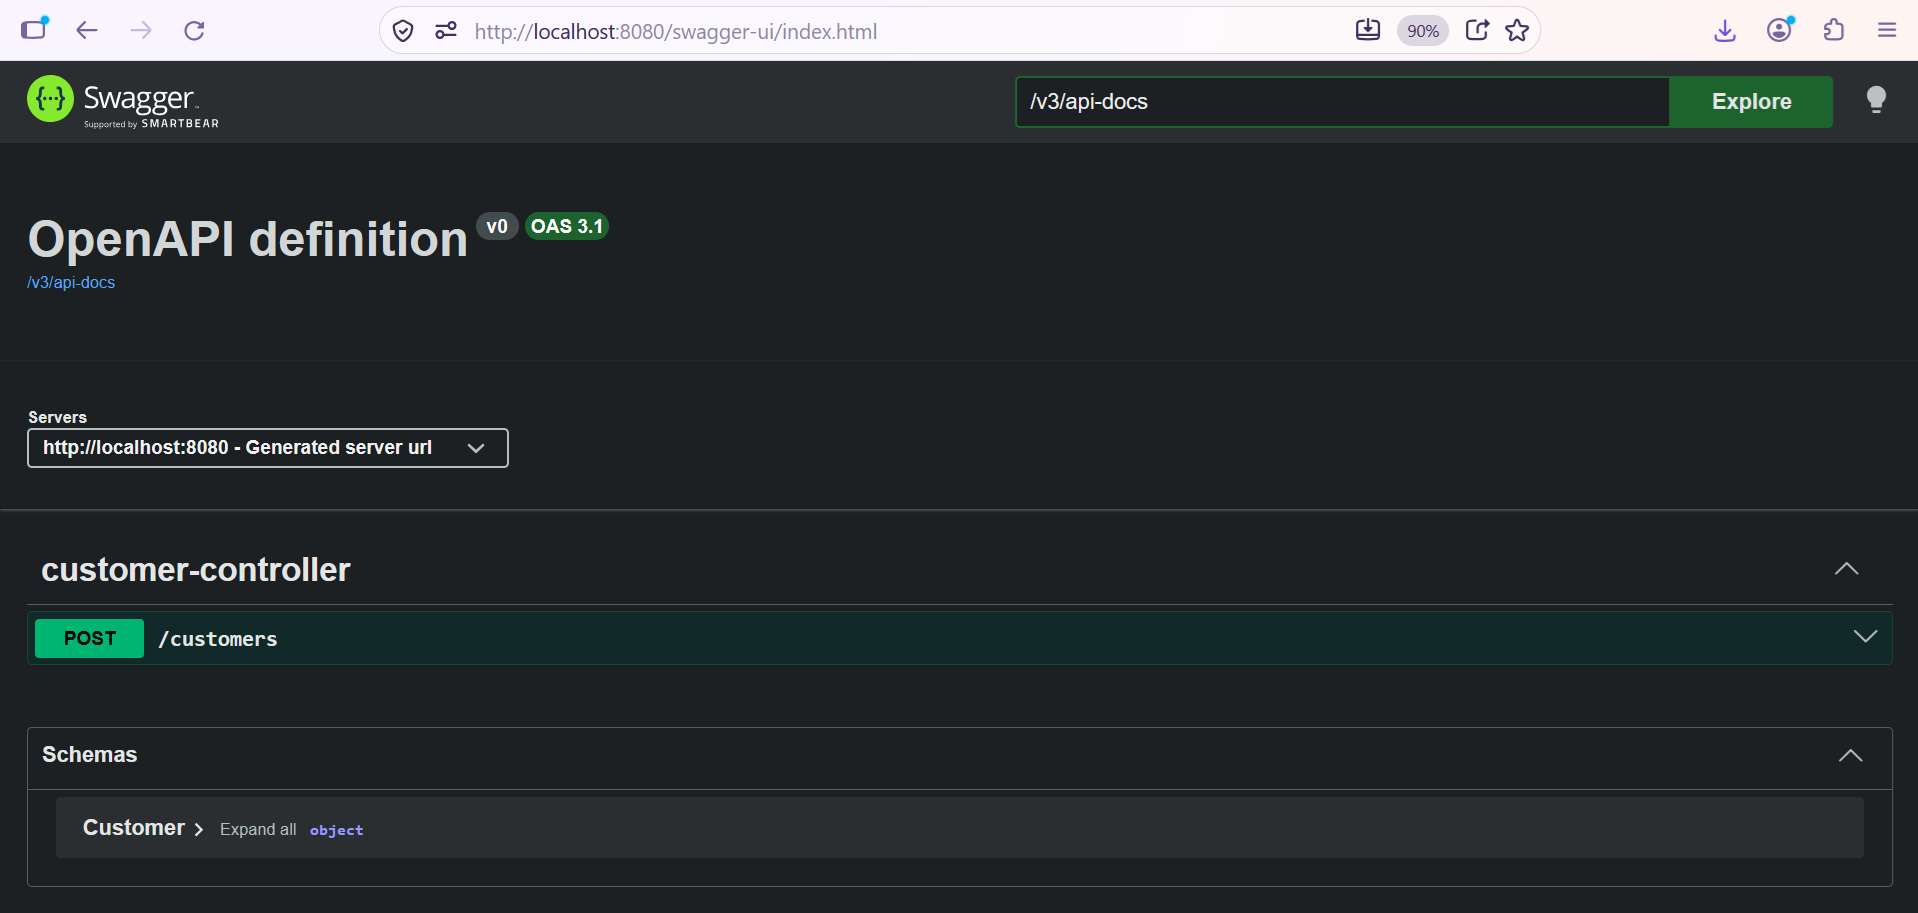 http://localhost:8080/swagger-ui/index.html
90%
{···} Swagger™
Supported by SMARTBEAR
/v3/api-docs
Explore
OpenAPI definition v0 OAS 3.1
/v3/api-docs
Servers
http://localhost:8080 - Generated server url
customer-controller
POST /customers
Schemas
Customer Expand all object